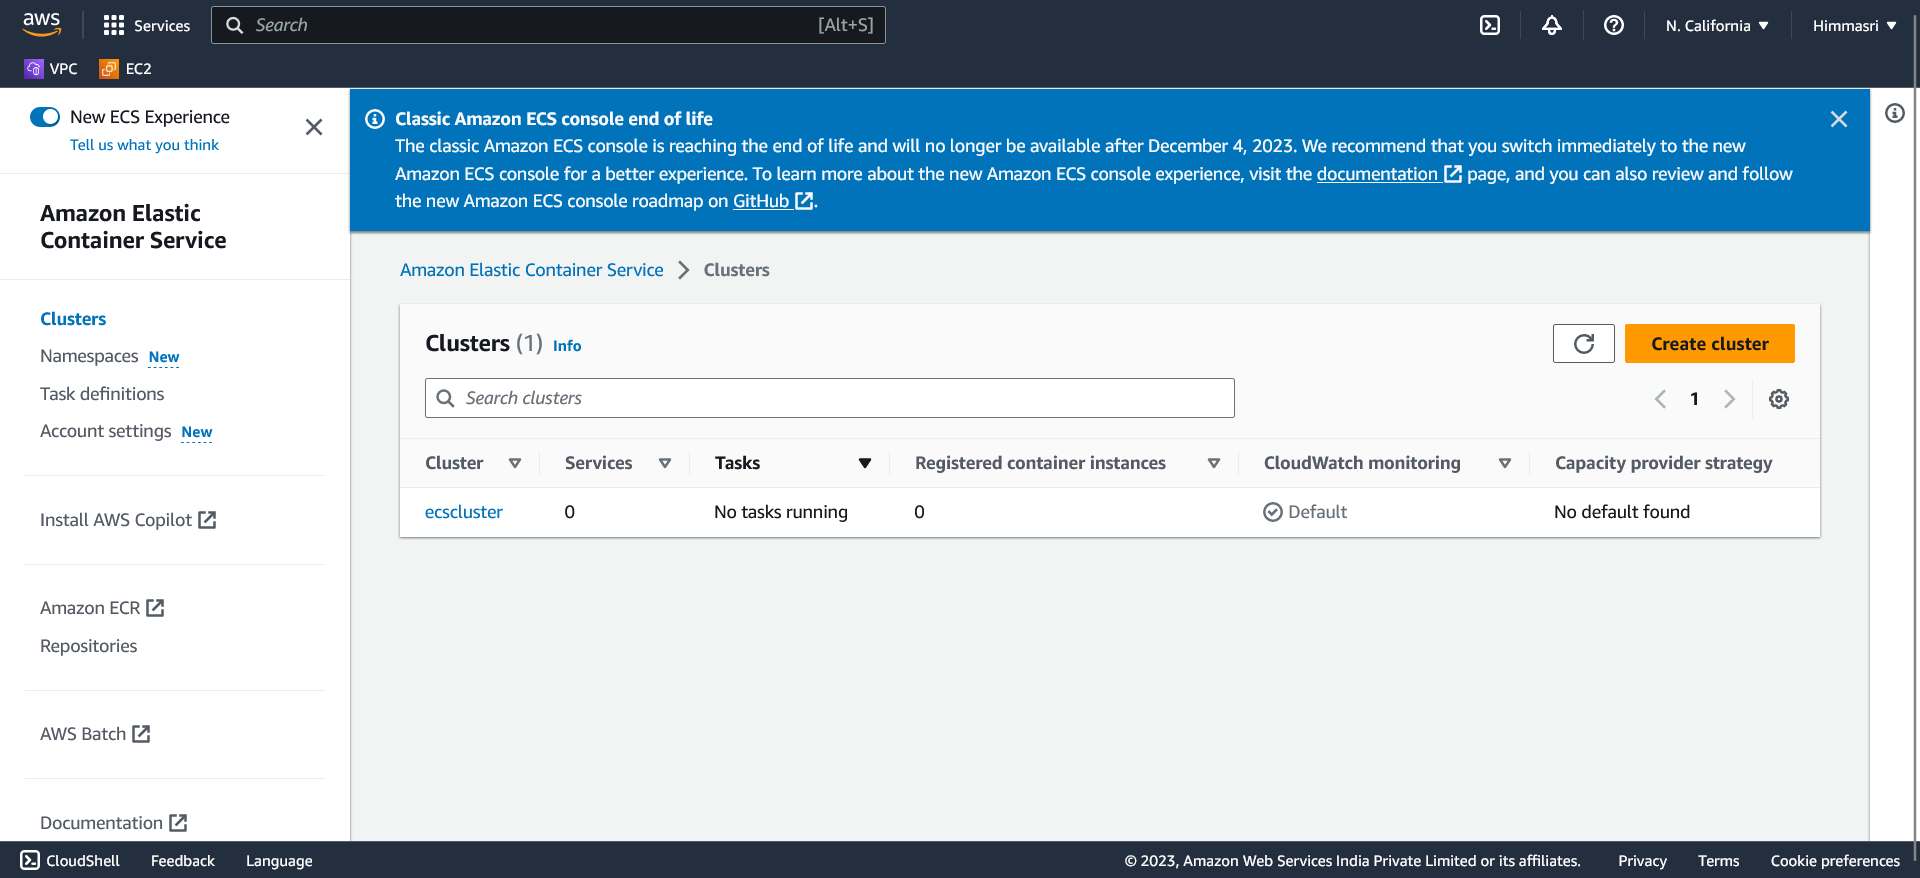 aws
Services
Search
[Alt+S]
N. California
Himmasri
VPC
EC2
New ECS Experience
Tell us what you think
Amazon Elastic
Container Service
Clusters
Namespaces New
Task definitions
Account settings New
Install AWS Copilot
Amazon ECR
Repositories
AWS Batch
Documentation
Classic Amazon ECS console end of life
The classic Amazon ECS console is reaching the end of life and will no longer be available after December 4, 2023. We recommend that you switch immediately to the new
Amazon ECS console for a better experience. To learn more about the new Amazon ECS console experience, visit the documentation page, and you can also review and follow
the new Amazon ECS console roadmap on GitHub .
Amazon Elastic Container Service Clusters
Clusters (1) Info
Create cluster
Search clusters
1
Cluster Services Tasks Registered container instances CloudWatch monitoring Capacity provider strategy
ecscluster 0 No tasks running 0 Default No default found
CloudShell Feedback Language
© 2023, Amazon Web Services India Private Limited or its affiliates. Privacy Terms Cookie preferences